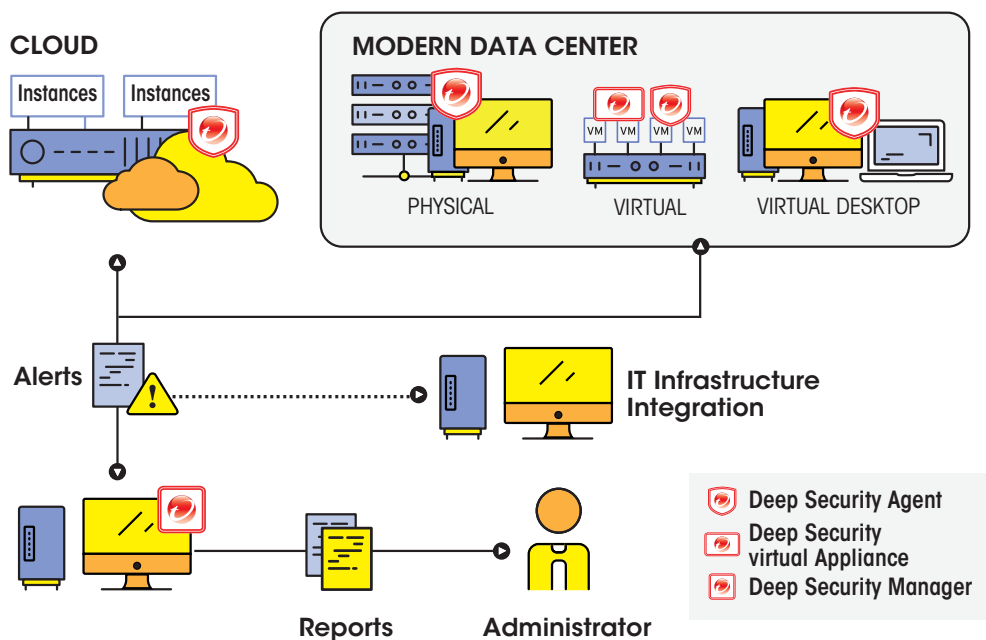 CLOUD
Instances
Instances
MODERN DATA CENTER
VM
VM
VM
VM
PHYSICAL
VIRTUAL
VIRTUAL DESKTOP
Alerts
!
IT Infrastructure
Integration
Reports
Administrator
Deep Security Agent
Deep Security
virtual Appliance
Deep Security Manager